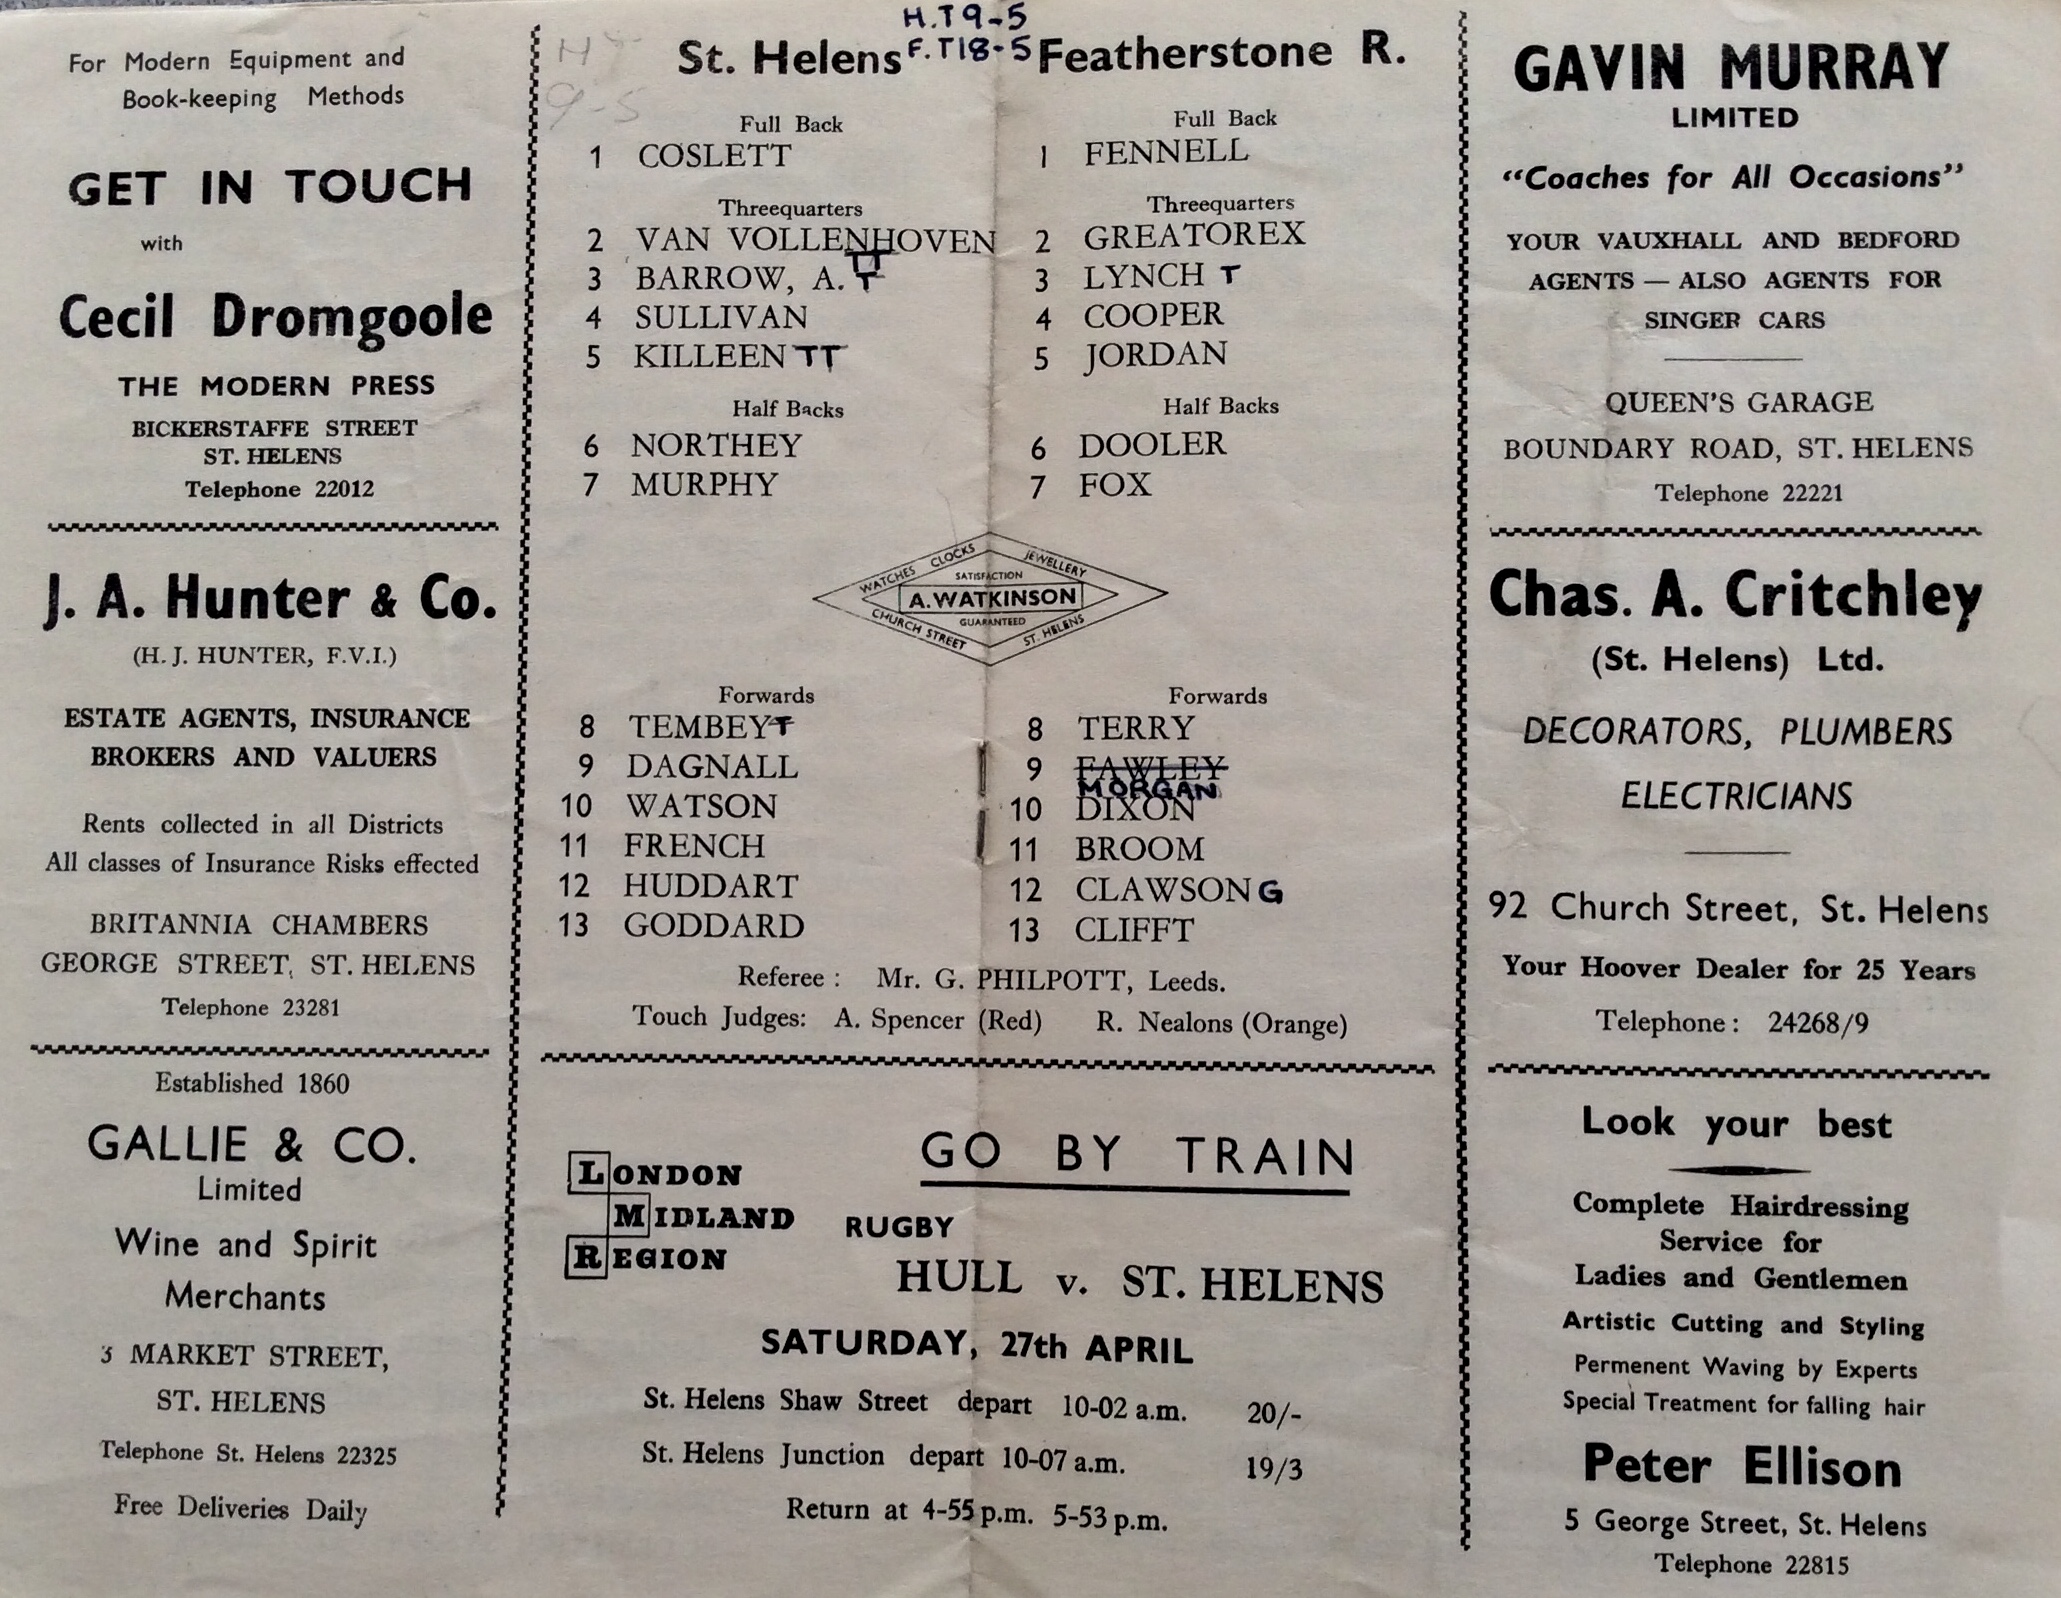 For Modern Equipment and
Book-keeping Methods
GET IN TOUCH
with
Cecil Dromgoole
THE MODERN PRESS
BICKERSTAFFE STREET
ST. HELENS
Telephone 22012
J. A. Hunter & Co.
(H. J. HUNTER, F.V.I.)
ESTATE AGENTS, INSURANCE
BROKERS AND VALUERS
Rents collected in all Districts
All classes of Insurance Risks effected
BRITANNIA CHAMBERS
GEORGE STREET, ST. HELENS
Telephone 23281
Established 1860
GALLIE & CO.
Limited
Wine and Spirit
Merchants
3 MARKET STREET,
ST. HELENS
Telephone St. Helens 22325
Free Deliveries Daily
H.T 9-5
F.T 18-5
9-5
St. Helens
Full Back
1 COSLETT
Threequarters
2 VAN VOLLENHOVEN
TT
3 BARROW, A. T
4 SULLIVAN
5 KILLEEN TT
Half Backs
6 NORTHEY
7 MURPHY
Featherstone R.
Full Back
1 FENNELL
Threequarters
2 GREATOREX
3 LYNCH T
4 COOPER
5 JORDAN
Half Backs
6 DOOLER
7 FOX
WATCHES CLOCKS JEWELLERY
SATISFACTION
A. WATKINSON
GUARANTEED
CHURCH STREET ST. HELENS
Forwards
8 TEMBEY T
9 DAGNALL
10 WATSON
11 FRENCH
12 HUDDART
13 GODDARD
Forwards
8 TERRY
9 FAWLEY
MORGAN
10 DIXON
11 BROOM
12 CLAWSON G
13 CLIFFT
Referee : Mr. G. PHILPOTT, Leeds.
Touch Judges: A. Spencer (Red) R. Nealons (Orange)
LONDON
MIDLAND
REGION
GO BY TRAIN
RUGBY
HULL v. ST. HELENS
SATURDAY, 27th APRIL
St. Helens Shaw Street depart 10-02 a.m. 20/-
St. Helens Junction depart 10-07 a.m. 19/3
Return at 4-55 p.m. 5-53 p.m.
GAVIN MURRAY
LIMITED
"Coaches for All Occasions"
YOUR VAUXHALL AND BEDFORD
AGENTS — ALSO AGENTS FOR
SINGER CARS
QUEEN'S GARAGE
BOUNDARY ROAD, ST. HELENS
Telephone 22221
Chas. A. Critchley
(St. Helens) Ltd.
DECORATORS, PLUMBERS
ELECTRICIANS
92 Church Street, St. Helens
Your Hoover Dealer for 25 Years
Telephone : 24268/9
Look your best
Complete Hairdressing
Service for
Ladies and Gentlemen
Artistic Cutting and Styling
Permenent Waving by Experts
Special Treatment for falling hair
Peter Ellison
5 George Street, St. Helens
Telephone 22815